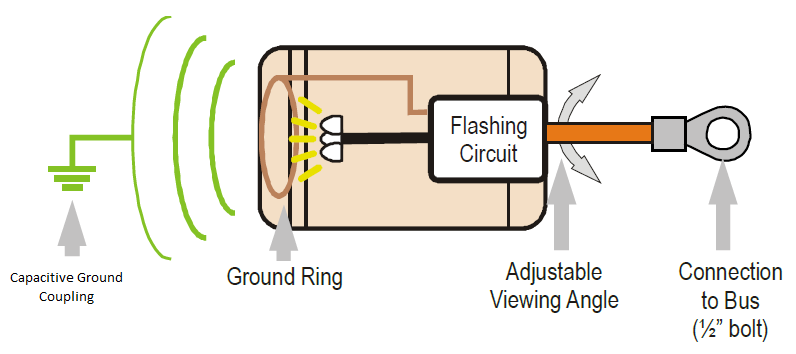 Flashing
Circuit
Capacitive Ground
Coupling
Ground Ring
Adjustable
Viewing Angle
Connection
to Bus
(½” bolt)